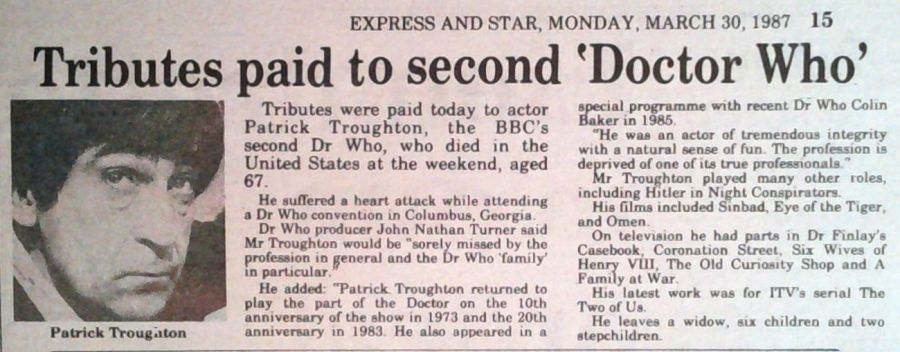 EXPRESS AND STAR, MONDAY, MARCH 30, 1987 15
Tributes paid to second 'Doctor Who'
Patrick Troughton
Tributes were paid today to actor
Patrick Troughton, the BBC's
second Dr Who, who died in the
United States at the weekend, aged
67.
He suffered a heart attack while attending
a Dr Who convention in Columbus, Georgia.
Dr Who producer John Nathan Turner said
Mr Troughton would be "sorely missed by the
profession in general and the Dr Who 'family'
in particular."
He added: "Patrick Troughton returned to
play the part of the Doctor on the 10th
anniversary of the show in 1973 and the 20th
anniversary in 1983. He also appeared in a
special programme with recent Dr Who Colin
Baker in 1985.
"He was an actor of tremendous integrity
with a natural sense of fun. The profession is
deprived of one of its true professionals."
Mr Troughton played many other roles,
including Hitler in Night Conspirators.
His films included Sinbad, Eye of the Tiger,
and Omen.
On television he had parts in Dr Finlay's
Casebook, Coronation Street, Six Wives of
Henry VIII, The Old Curiosity Shop and A
Family at War.
His latest work was for ITV's serial The
Two of Us.
He leaves a widow, six children and two
stepchildren.